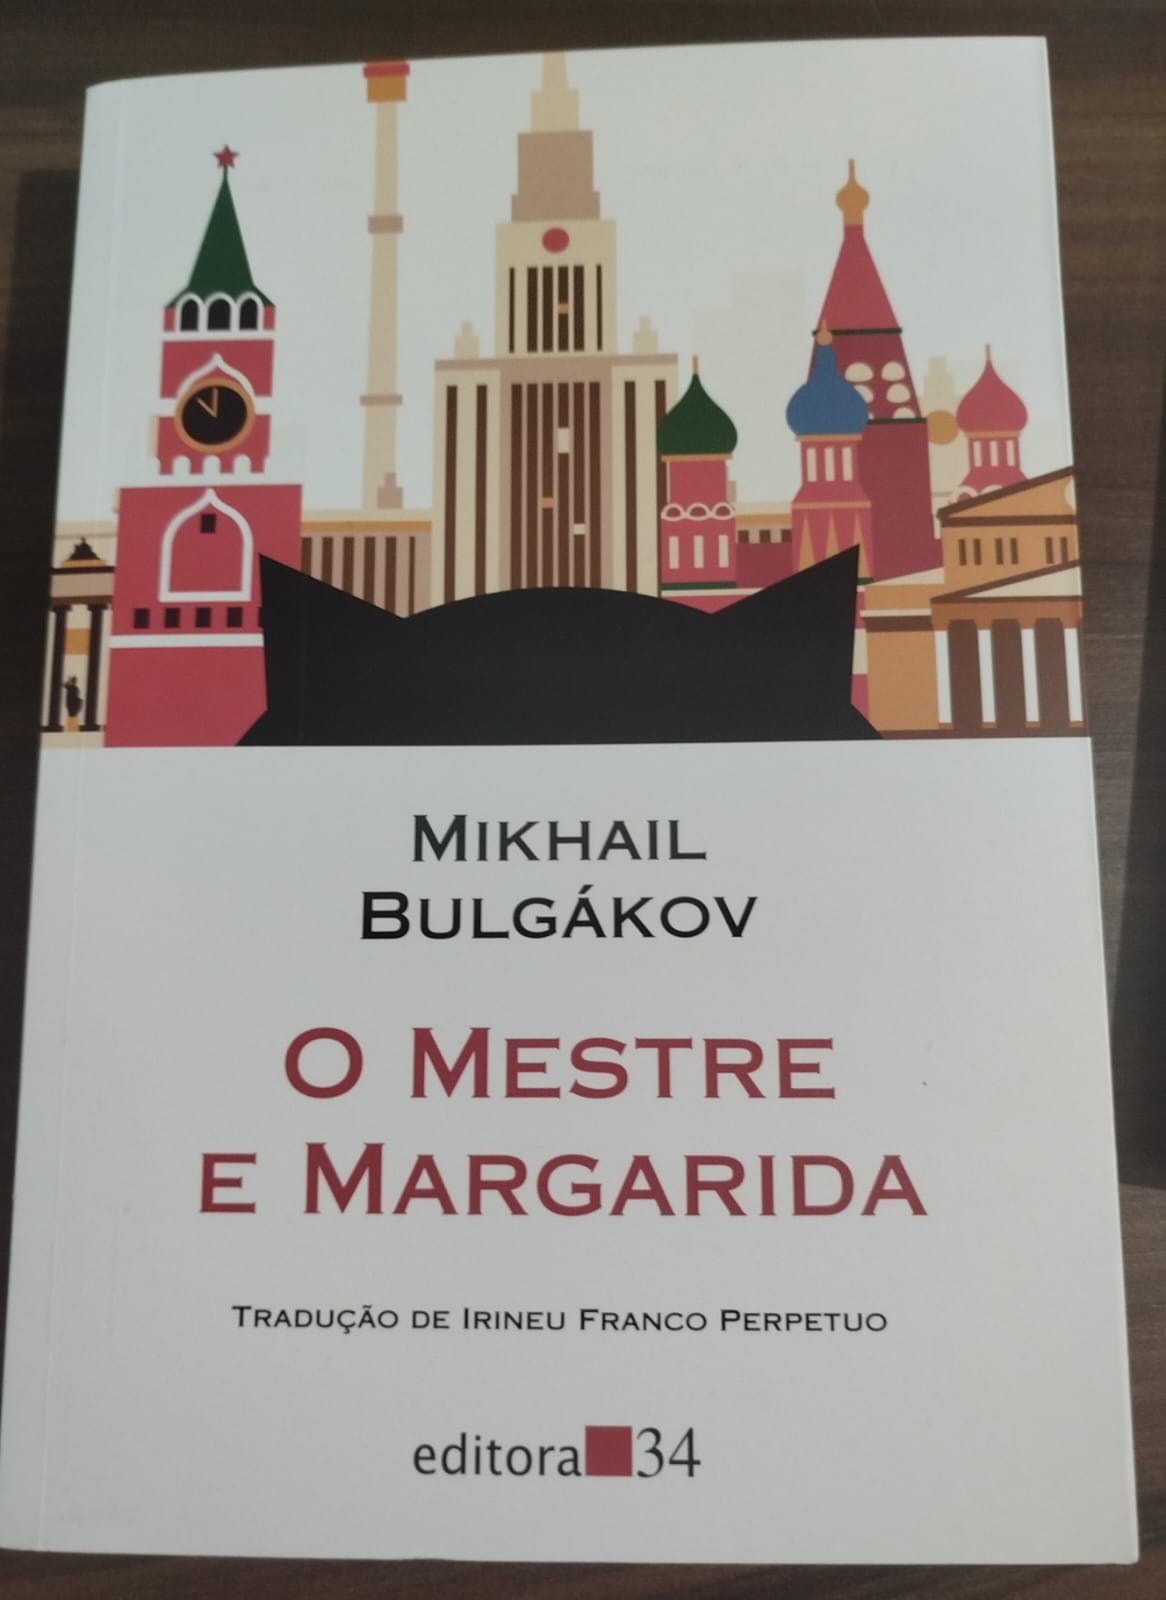 MIKHAIL
BULGÁKOV
O MESTRE
E MARGARIDA
TRADUÇÃO DE IRINEU FRANCO PERPETUO
editora 34